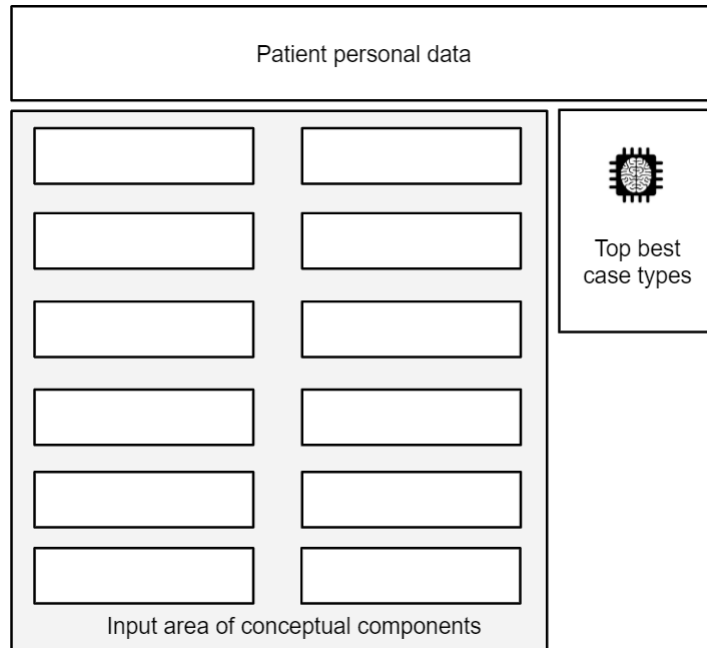 Patient personal data
Top best
case types
Input area of conceptual components